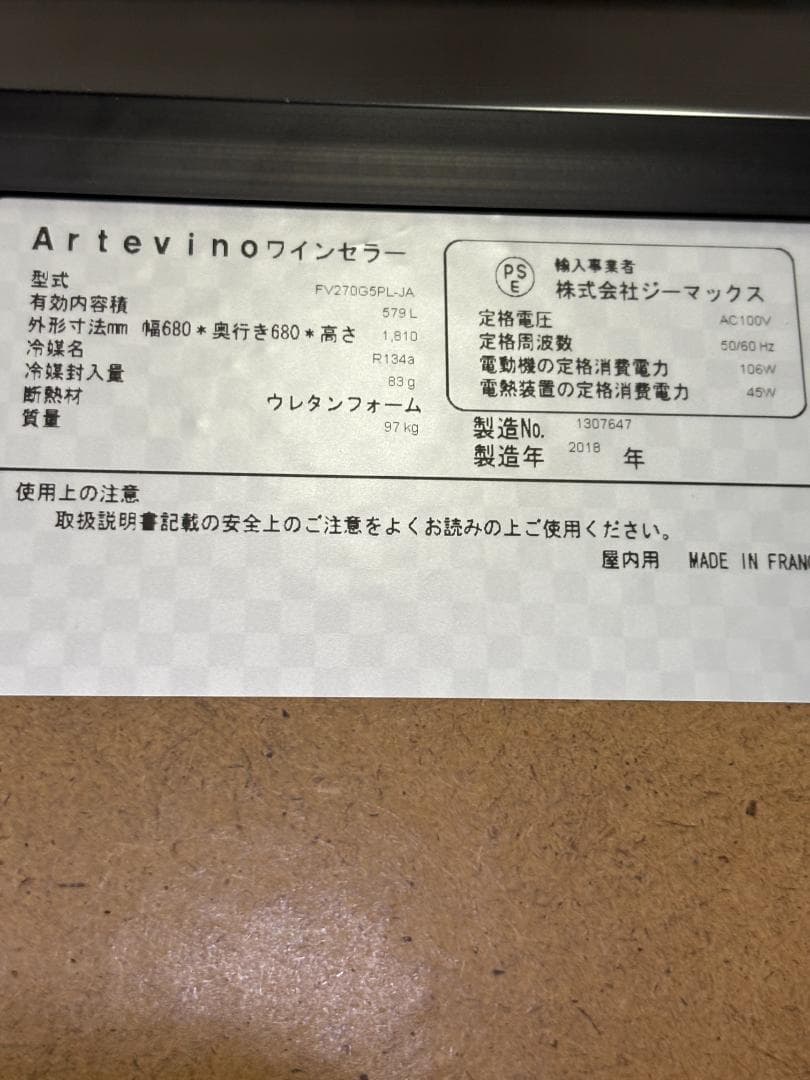 Artevinoワインセラー
型式 FV270G5PL-JA
有効内容積 579 L
外形寸法mm 幅680*奥行き680*高さ 1,810
冷媒名 R134a
冷媒封入量 83 g
断熱材 ウレタンフォーム
質量 97 kg
PS
E
輸入事業者
株式会社ジーマックス
定格電圧 AC100V
定格周波数 50/60 Hz
電動機の定格消費電力 106W
電熱装置の定格消費電力 45W
製造No. 1307647
製造年 2018 年
使用上の注意
取扱説明書記載の安全上のご注意をよくお読みの上ご使用ください。
屋内用 MADE IN FRAN